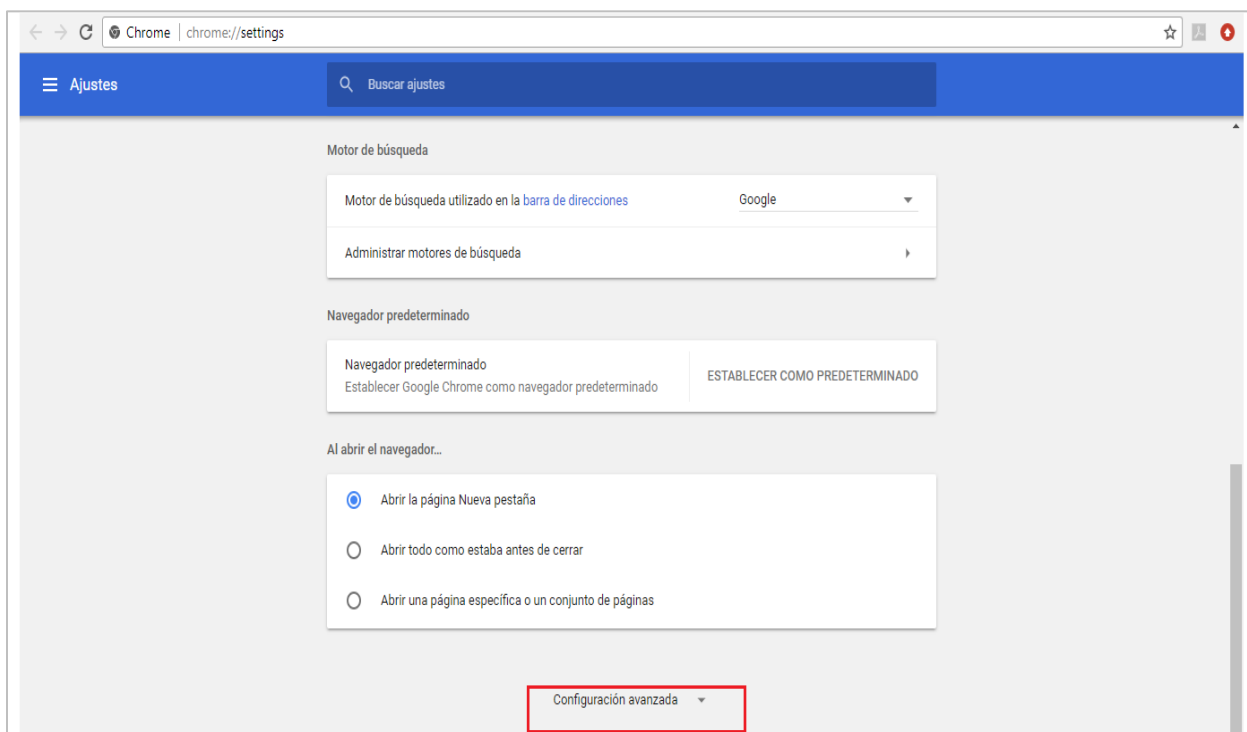 Chrome chrome://settings
Ajustes
Buscar ajustes
Motor de búsqueda
Motor de búsqueda utilizado en la barra de direcciones Google
Administrar motores de búsqueda
Navegador predeterminado
Navegador predeterminado
Establecer Google Chrome como navegador predeterminado
ESTABLECER COMO PREDETERMINADO
Al abrir el navegador...
Abrir la página Nueva pestaña
Abrir todo como estaba antes de cerrar
Abrir una página específica o un conjunto de páginas
Configuración avanzada